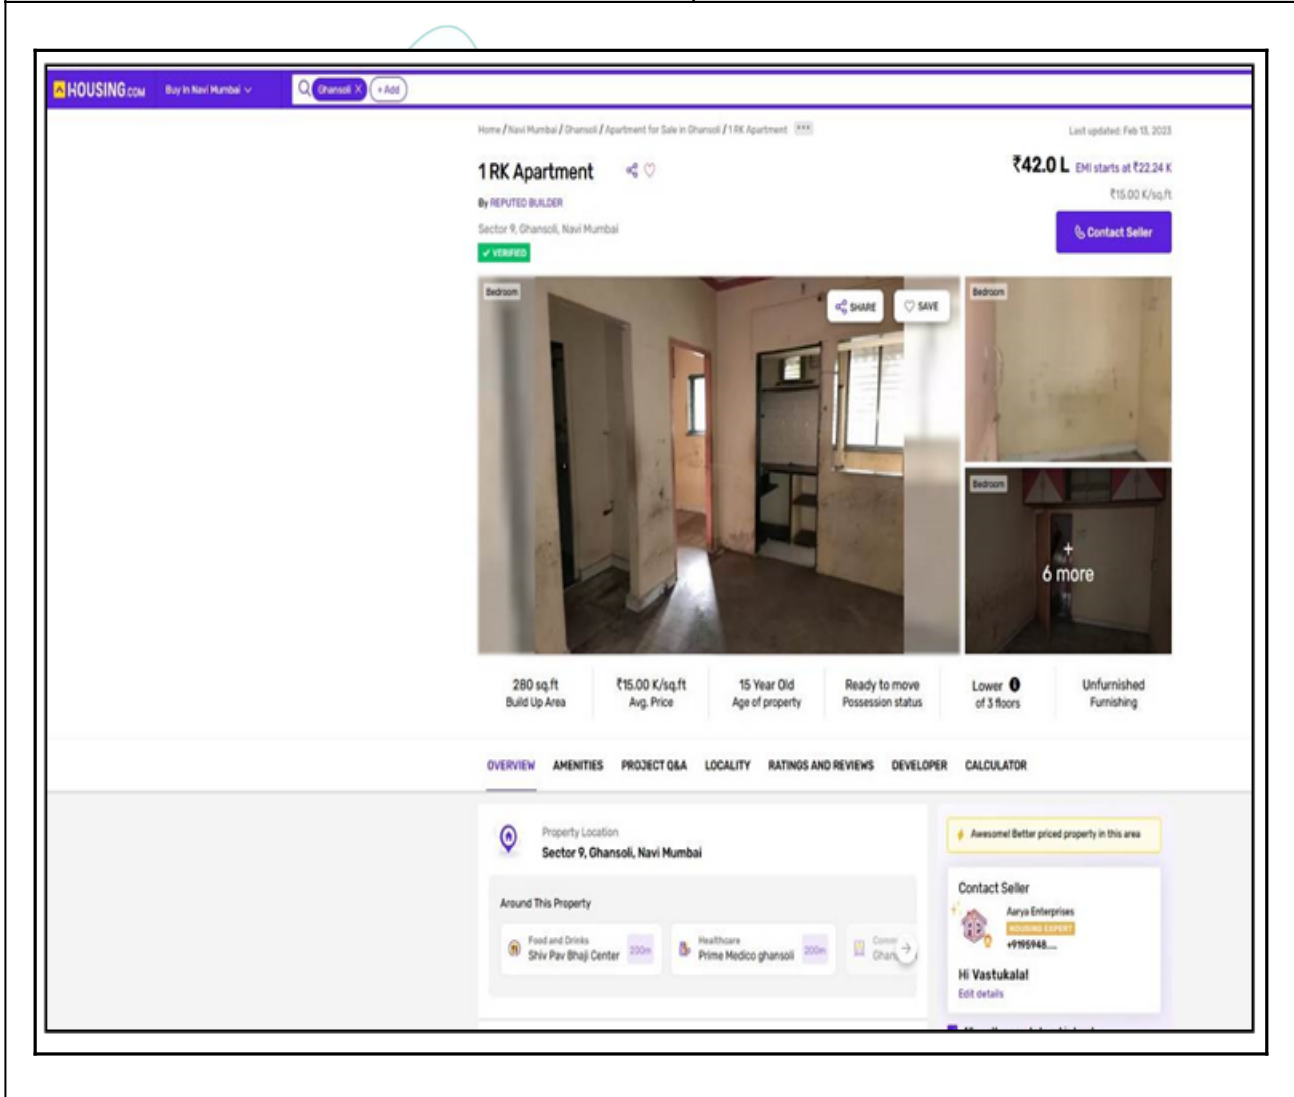 HOUSING.COM Buy in Navi Mumbai Ghansoli X + Add
Home / Navi Mumbai / Ghansoli / Apartment for Sale in Ghansoli / 1 RK Apartment ...
Last updated: Feb 13, 2023
1 RK Apartment
₹42.0 L EMI starts at ₹22.24 K
₹15.00 K/sq.ft
By REPUTED BUILDER
Sector 9, Ghansoli, Navi Mumbai
Contact Seller
✓ VERIFIED
Bedroom
SHARE
SAVE
Bedroom
Bedroom
+
6 more
280 sq.ft
Build Up Area
₹15.00 K/sq.ft
Avg. Price
15 Year Old
Age of property
Ready to move
Possession status
Lower
of 3 floors
Unfurnished
Furnishing
OVERVIEW AMENITIES PROJECT Q&A LOCALITY RATINGS AND REVIEWS DEVELOPER CALCULATOR
Property Location
Sector 9, Ghansoli, Navi Mumbai
Around This Property
Food and Drinks
Shiv Pav Bhaji Center
200m
Healthcare
Prime Medico ghansoli
200m
Awesome! Better priced property in this area
Contact Seller
Aarya Enterprises
HOUSING EXPERT
+9195948....
Hi Vastukala!
Edit details